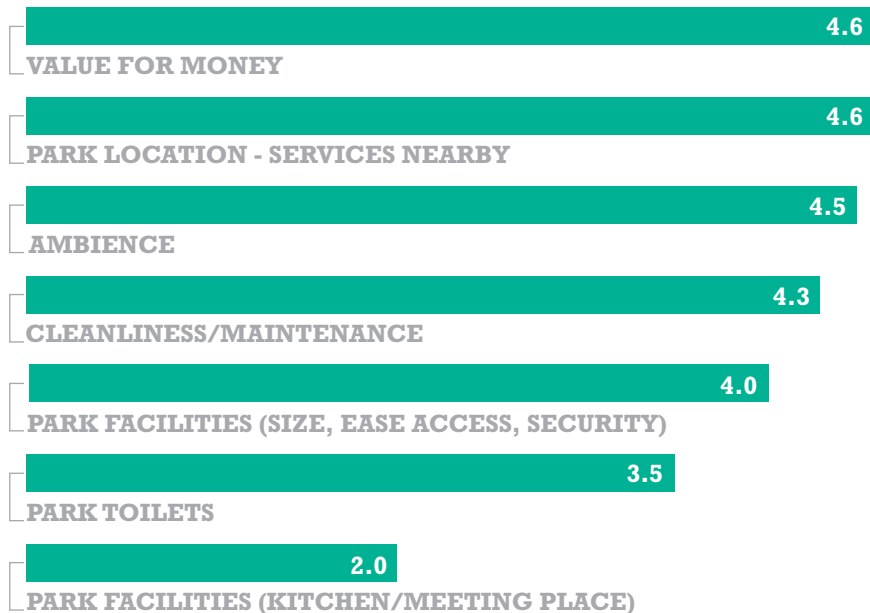 4.6
VALUE FOR MONEY
4.6
PARK LOCATION - SERVICES NEARBY
4.5
AMBIENCE
4.3
CLEANLINESS/MAINTENANCE
4.0
PARK FACILITIES (SIZE, EASE ACCESS, SECURITY)
3.5
PARK TOILETS
2.0
PARK FACILITIES (KITCHEN/MEETING PLACE)